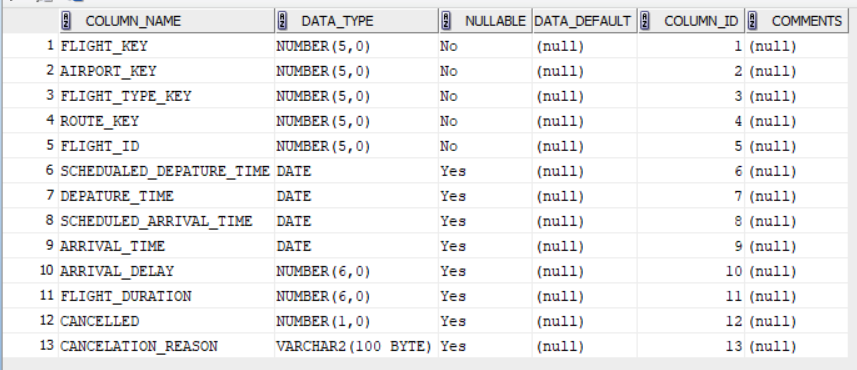 COLUMN_NAME DATA_TYPE NULLABLE DATA_DEFAULT COLUMN_ID COMMENTS
1 FLIGHT_KEY NUMBER(5,0) No (null) 1 (null)
2 AIRPORT_KEY NUMBER(5,0) No (null) 2 (null)
3 FLIGHT_TYPE_KEY NUMBER(5,0) No (null) 3 (null)
4 ROUTE_KEY NUMBER(5,0) No (null) 4 (null)
5 FLIGHT_ID NUMBER(5,0) No (null) 5 (null)
6 SCHEDUALED_DEPATURE_TIME DATE Yes (null) 6 (null)
7 DEPATURE_TIME DATE Yes (null) 7 (null)
8 SCHEDULED_ARRIVAL_TIME DATE Yes (null) 8 (null)
9 ARRIVAL_TIME DATE Yes (null) 9 (null)
10 ARRIVAL_DELAY NUMBER(6,0) Yes (null) 10 (null)
11 FLIGHT_DURATION NUMBER(6,0) Yes (null) 11 (null)
12 CANCELLED NUMBER(1,0) Yes (null) 12 (null)
13 CANCELATION_REASON VARCHAR2(100 BYTE) Yes (null) 13 (null)